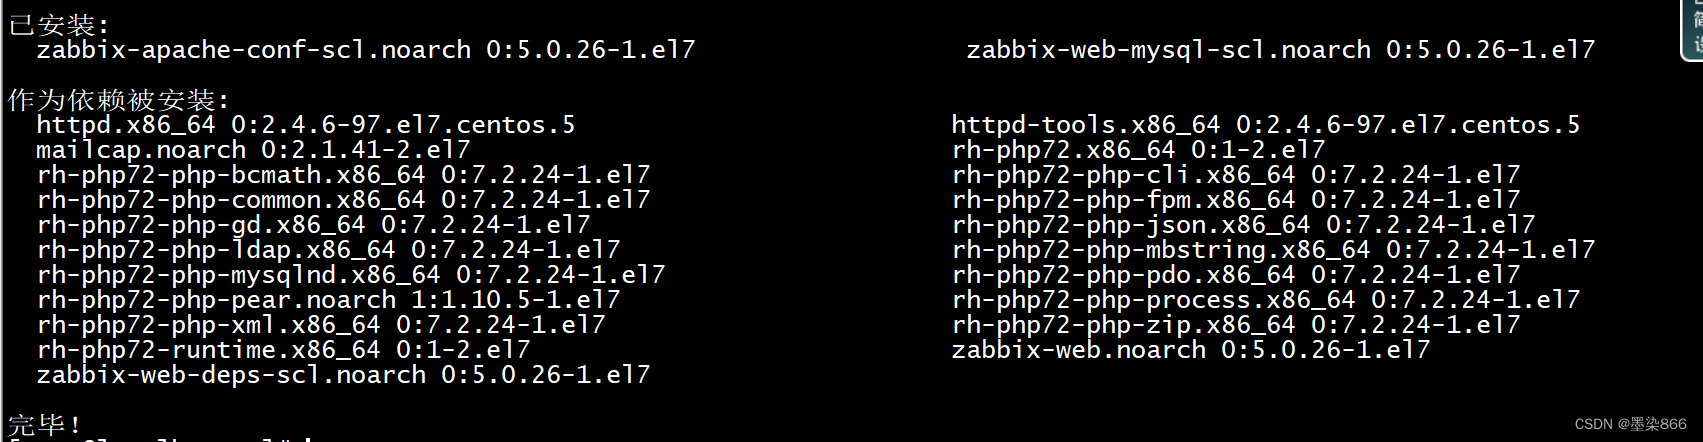 已安装:
zabbix-apache-conf-scl.noarch 0:5.0.26-1.el7 zabbix-web-mysql-scl.noarch 0:5.0.26-1.el7
作为依赖被安装:
httpd.x86_64 0:2.4.6-97.el7.centos.5 httpd-tools.x86_64 0:2.4.6-97.el7.centos.5
mailcap.noarch 0:2.1.41-2.el7 rh-php72.x86_64 0:1-2.el7
rh-php72-php-bcmath.x86_64 0:7.2.24-1.el7 rh-php72-php-cli.x86_64 0:7.2.24-1.el7
rh-php72-php-common.x86_64 0:7.2.24-1.el7 rh-php72-php-fpm.x86_64 0:7.2.24-1.el7
rh-php72-php-gd.x86_64 0:7.2.24-1.el7 rh-php72-php-json.x86_64 0:7.2.24-1.el7
rh-php72-php-ldap.x86_64 0:7.2.24-1.el7 rh-php72-php-mbstring.x86_64 0:7.2.24-1.el7
rh-php72-php-mysqlnd.x86_64 0:7.2.24-1.el7 rh-php72-php-pdo.x86_64 0:7.2.24-1.el7
rh-php72-php-pear.noarch 1:1.10.5-1.el7 rh-php72-php-process.x86_64 0:7.2.24-1.el7
rh-php72-php-xml.x86_64 0:7.2.24-1.el7 rh-php72-php-zip.x86_64 0:7.2.24-1.el7
rh-php72-runtime.x86_64 0:1-2.el7 zabbix-web.noarch 0:5.0.26-1.el7
zabbix-web-deps-scl.noarch 0:5.0.26-1.el7
完毕!
CSDN @墨染866